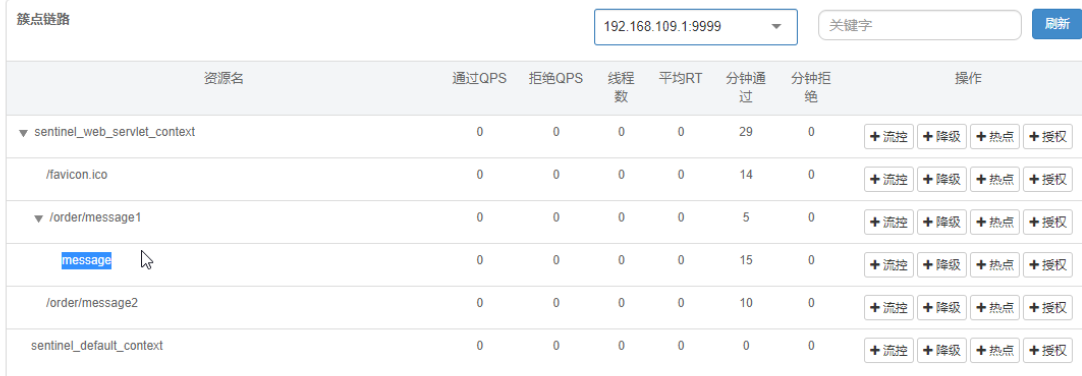 簇点链路
192.168.109.1:9999
关键字
刷新
资源名 通过QPS 拒绝QPS 线程数 平均RT 分钟通过 分钟拒绝 操作
sentinel_web_servlet_context 0 0 0 0 29 0 +流控 +降级 +热点 +授权
/favicon.ico 0 0 0 0 14 0 +流控 +降级 +热点 +授权
/order/message1 0 0 0 0 5 0 +流控 +降级 +热点 +授权
message 0 0 0 0 15 0 +流控 +降级 +热点 +授权
/order/message2 0 0 0 0 10 0 +流控 +降级 +热点 +授权
sentinel_default_context 0 0 0 0 0 0 +流控 +降级 +热点 +授权